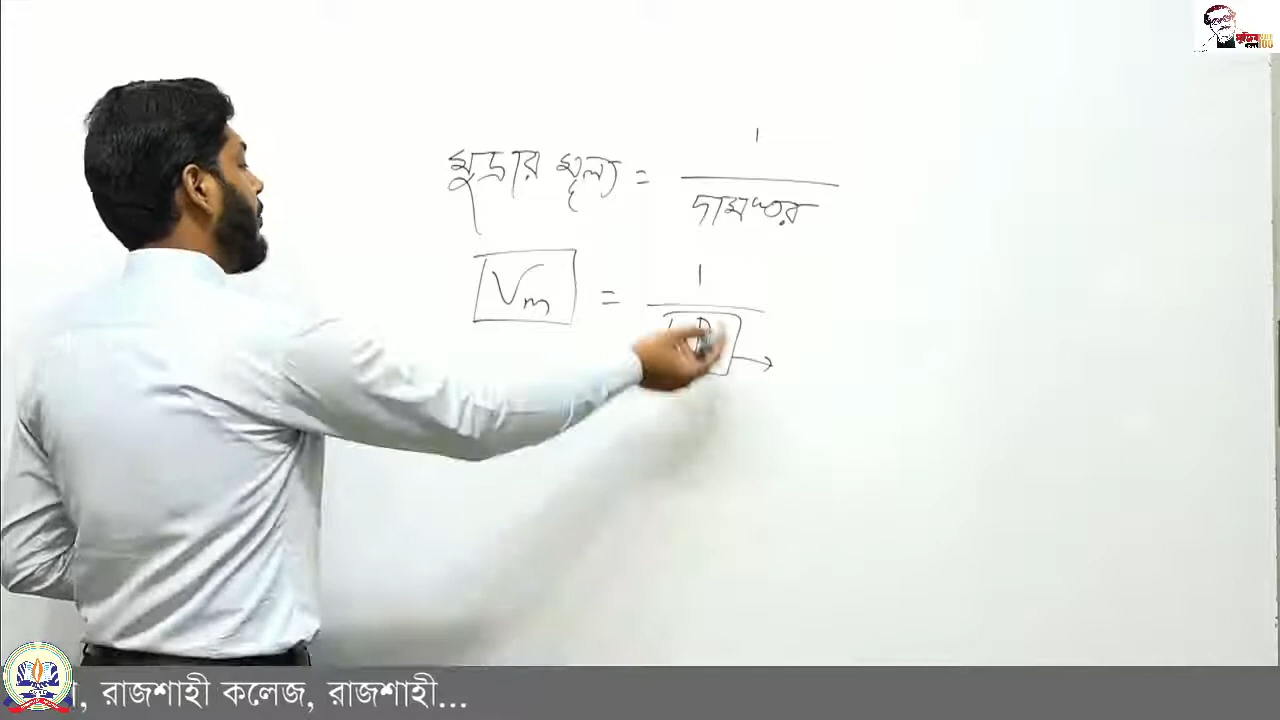 মুদ্রার মূল্য = 1 / দামস্তর
Vm = 1 / P
, রাজশাহী কলেজ, রাজশাহী...